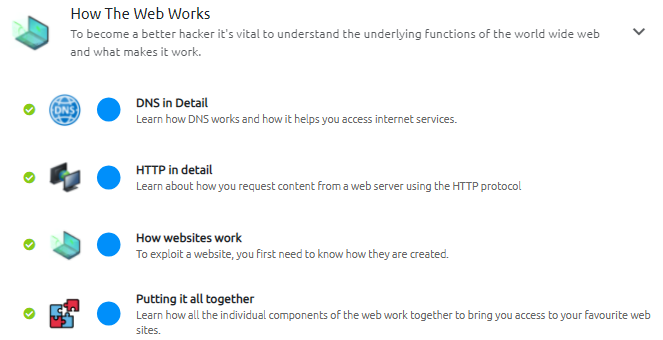 How The Web Works
To become a better hacker it's vital to understand the underlying functions of the world wide web
and what makes it work.
DNS
DNS in Detail
Learn how DNS works and how it helps you access internet services.
HTTP in detail
Learn about how you request content from a web server using the HTTP protocol
How websites work
To exploit a website, you first need to know how they are created.
Putting it all together
Learn how all the individual components of the web work together to bring you access to your favourite web
sites.